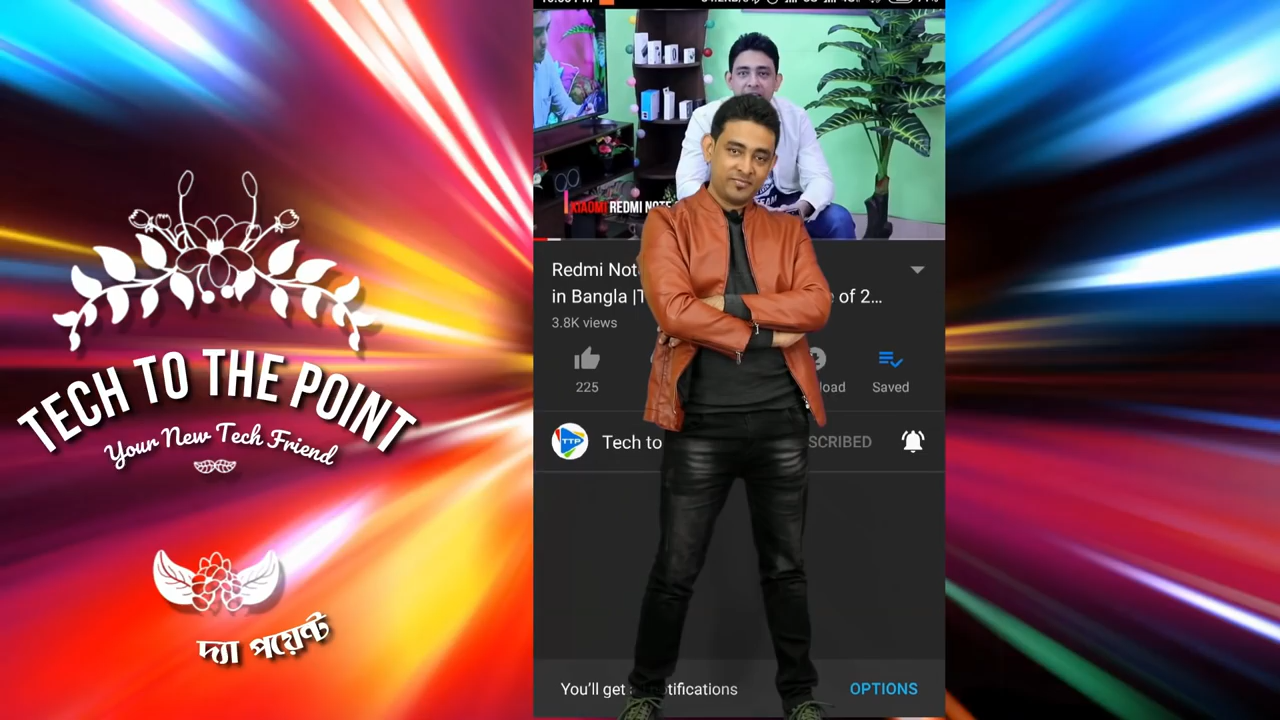 TECH TO THE POINT
Your New Tech Friend
দ্যা পয়েন্ট
XIAOMI REDMI NOTE
Redmi Not
in Bangla |T e of 2…
3.8K views
225
load
Saved
TTP
Tech to
SCRIBED
You'll get
tifications
OPTIONS